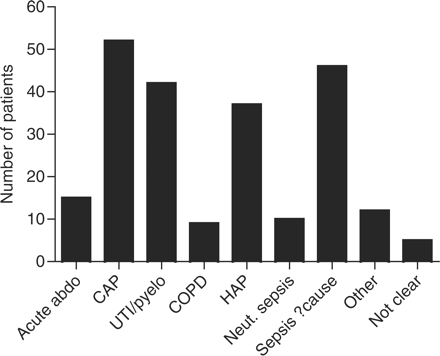 Number of patients
60
50
40
30
20
10
0
Acute abdo
CAP
UTI/pyelo
COPD
HAP
Neut. sepsis
Sepsis ?cause
Other
Not clear